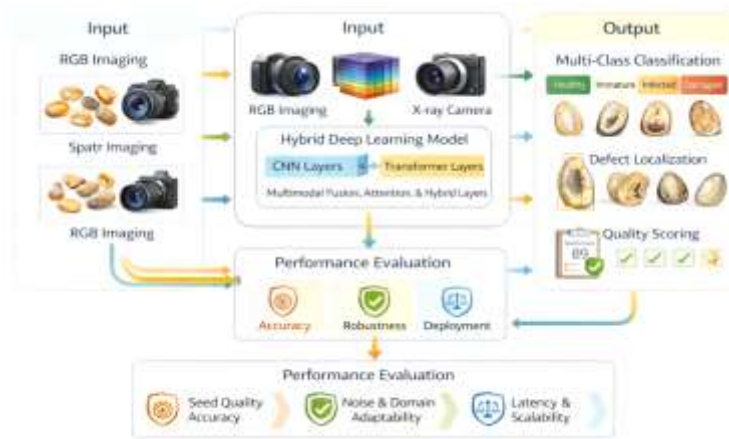 Input
RGB Imaging
Spatr Imaging
RGB Imaging
Input
RGB Imaging
X-ray Camera
Hybrid Deep Learning Model
CNN Layers
Transformer Layers
Multimodal Fusion, Attention, & Hybrid Layers
Output
Multi-Class Classification
Healthy Immature Infected Damaged
Defect Localization
Quality Scoring
89
Performance Evaluation
Accuracy
Robustness
Deployment
Performance Evaluation
Seed Quality
Accuracy
Noise & Domain
Adaptability
Latency &
Scalability